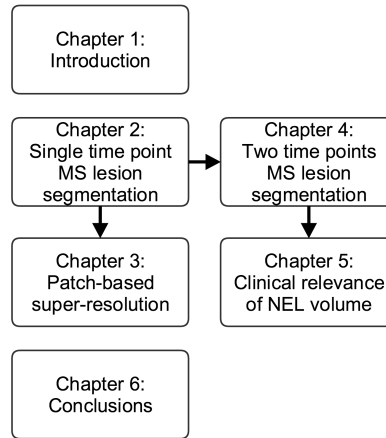 Chapter 1:
Introduction
Chapter 2:
Single time point
MS lesion
segmentation
Chapter 4:
Two time points
MS lesion
segmentation
Chapter 3:
Patch-based
super-resolution
Chapter 5:
Clinical relevance
of NEL volume
Chapter 6:
Conclusions